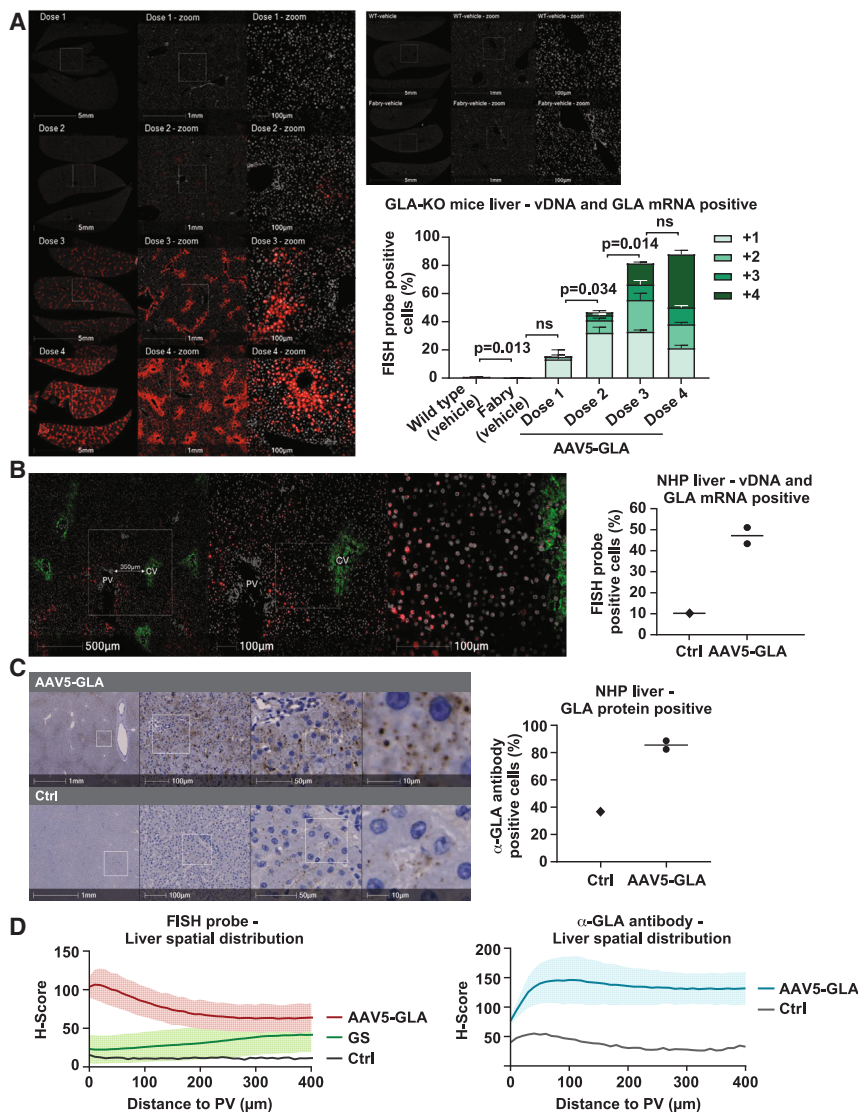 A
Dose 1
Dose 1 - zoom
5mm
1mm
100µm
Dose 2
Dose 2 - zoom
Dose 2 - zoom
5mm
1mm
100µm
Dose 3
Dose 3 - zoom
Dose 3 - zoom
5mm
1mm
100µm
Dose 4
Dose 4 - zoom
Dose 4 - zoom
5mm
1mm
100µm
WT-vehicle
WT-vehicle - zoom
WT-vehicle - zoom
5mm
1mm
100µm
Fabry-vehicle
Fabry-vehicle - zoom
Fabry-vehicle - zoom
5mm
1mm
100µm
GLA-KO mice liver - vDNA and GLA mRNA positive
FISH probe positive
cells (%)
100
80
60
40
20
0
p=0.013
ns
p=0.034
p=0.014
ns
+1
+2
+3
+4
Wild type
(vehicle)
Fabry
(vehicle)
Dose 1
Dose 2
Dose 3
Dose 4
AAV5-GLA
B
PV
350µm
CV
500µm
PV
CV
100µm
100µm
NHP liver - vDNA and
GLA mRNA positive
FISH probe
positive cells (%)
60
50
40
30
20
10
0
Ctrl
AAV5-GLA
C
AAV5-GLA
1mm
100µm
50µm
10µm
Ctrl
1mm
100µm
50µm
10µm
NHP liver -
GLA protein positive
α-GLA antibody
positive cells (%)
100
80
60
40
20
0
Ctrl
AAV5-GLA
D
FISH probe -
Liver spatial distribution
H-Score
150
100
50
0
0
100
200
300
400
Distance to PV (µm)
AAV5-GLA
GS
Ctrl
α-GLA antibody -
Liver spatial distribution
H-Score
200
150
100
50
0
0
100
200
300
400
Distance to PV (µm)
AAV5-GLA
Ctrl